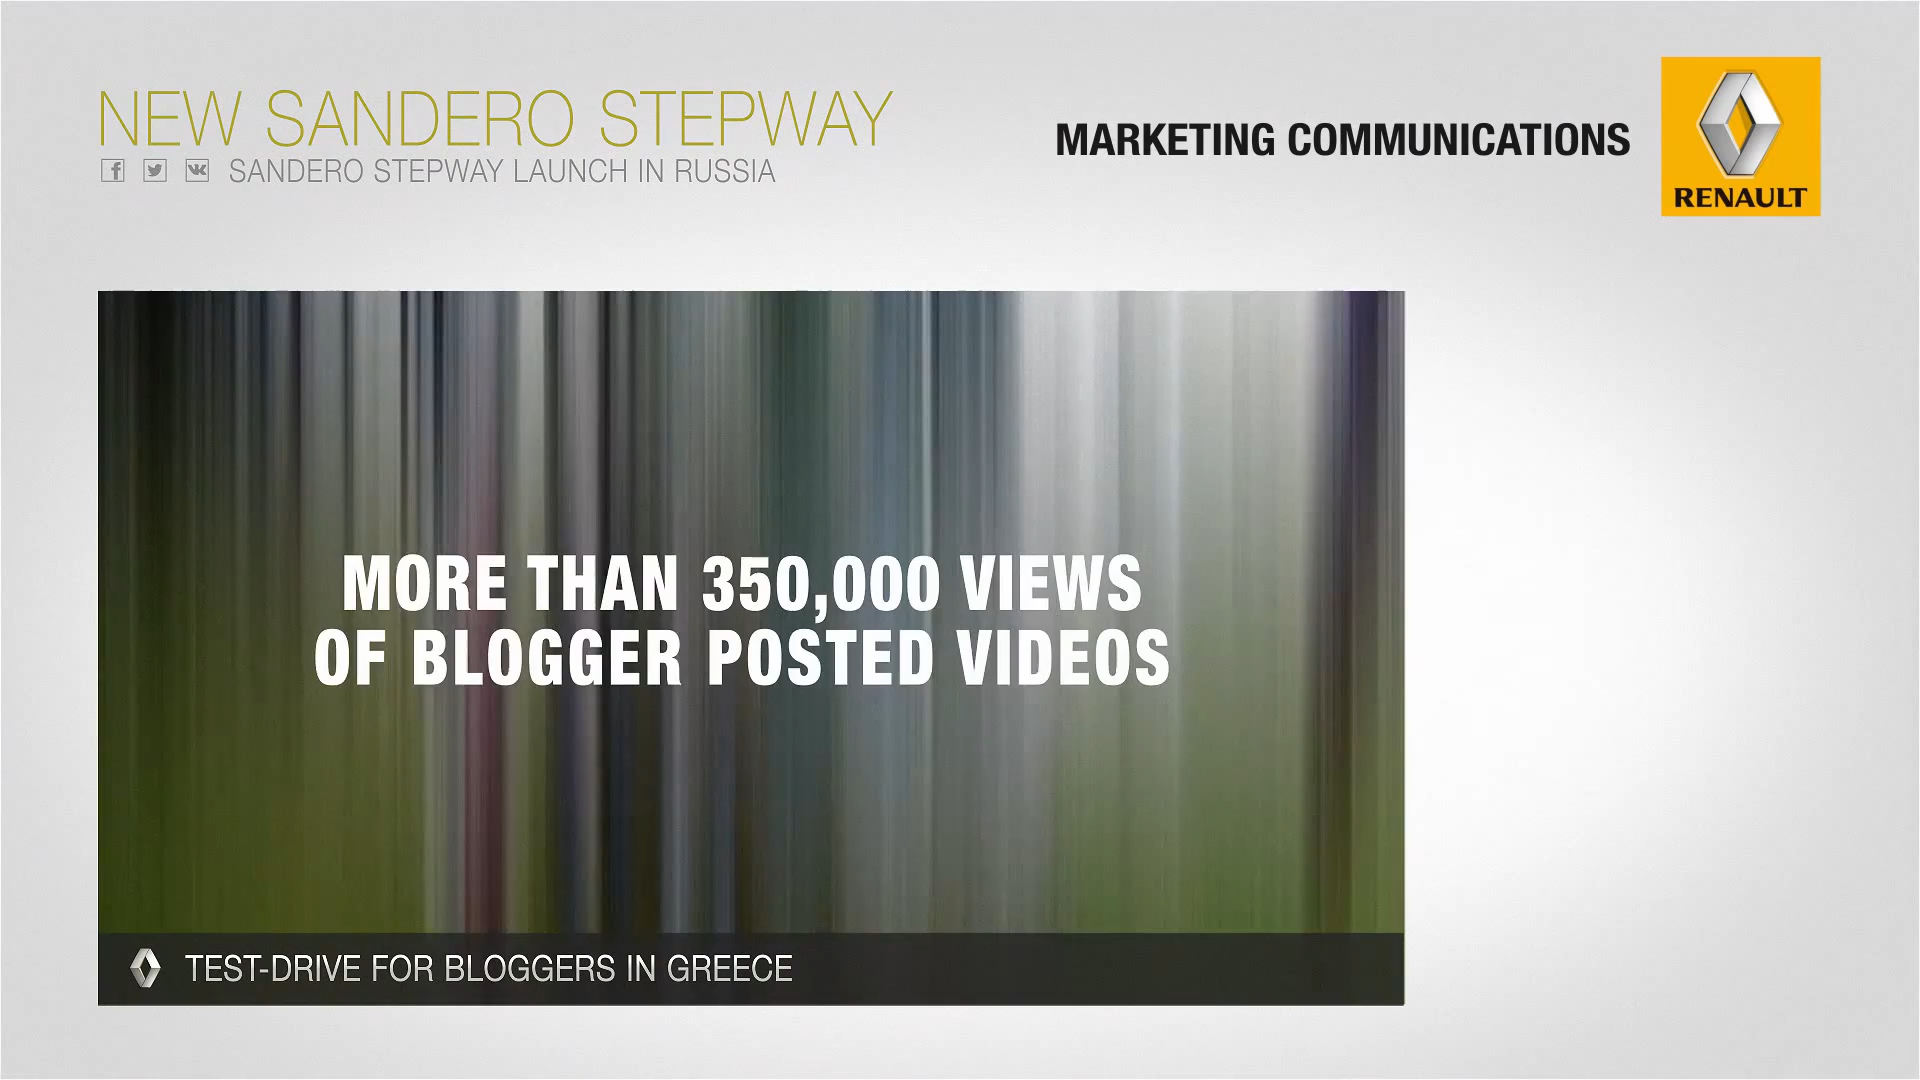 NEW SANDERO STEPWAY
SANDERO STEPWAY LAUNCH IN RUSSIA
MARKETING COMMUNICATIONS
RENAULT
MORE THAN 350,000 VIEWS
OF BLOGGER POSTED VIDEOS
TEST-DRIVE FOR BLOGGERS IN GREECE